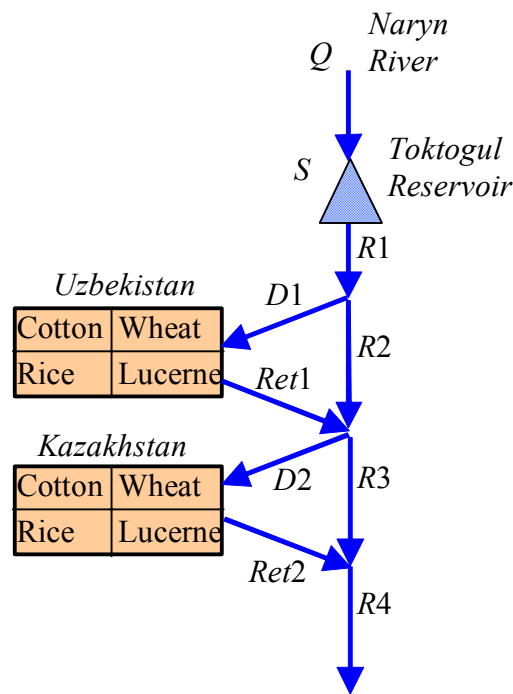 Naryn
River
Q
Toktogul
Reservoir
S
R1
Uzbekistan
D1
Cotton Wheat
Rice Lucerne
R2
Ret1
Kazakhstan
D2
R3
Cotton Wheat
Rice Lucerne
Ret2
R4